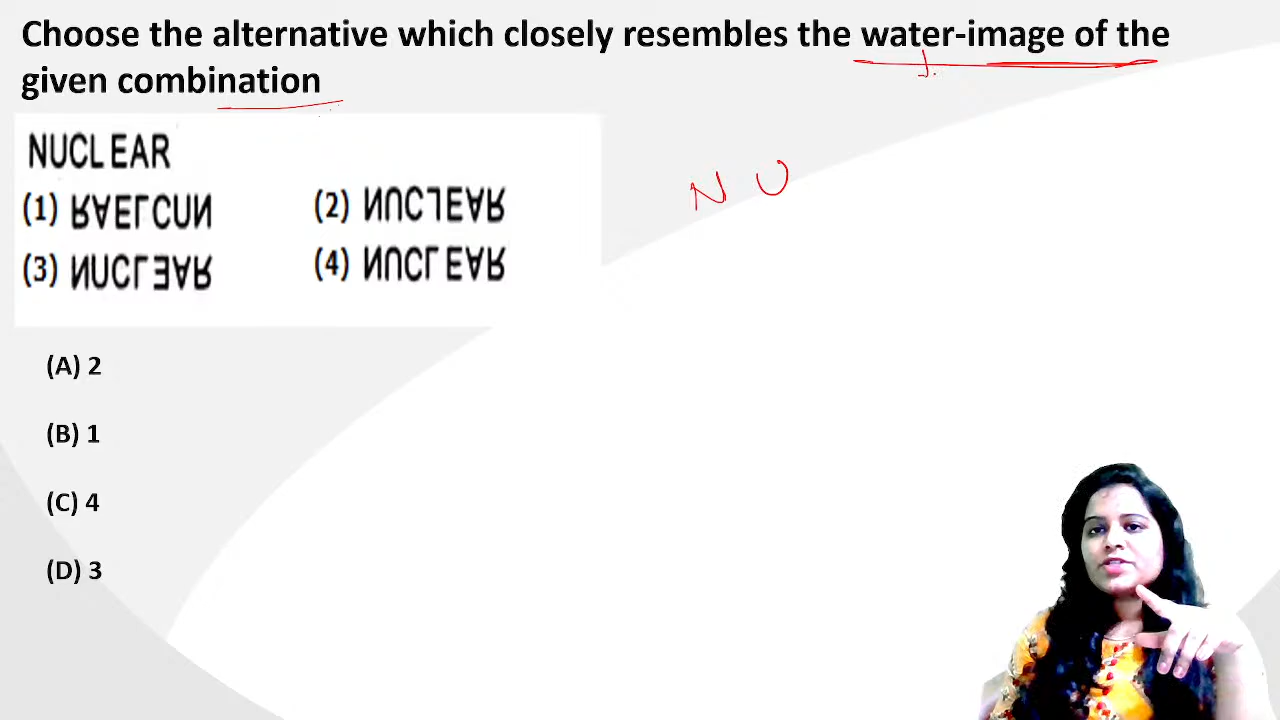 Choose the alternative which closely resembles the water-image of the
given combination
NUCLEAR
(1) RAELCUN (2) NUCLEAR
(3) NUCLEAR (4) NUCLEAR
N U
(A) 2
(B) 1
(C) 4
(D) 3